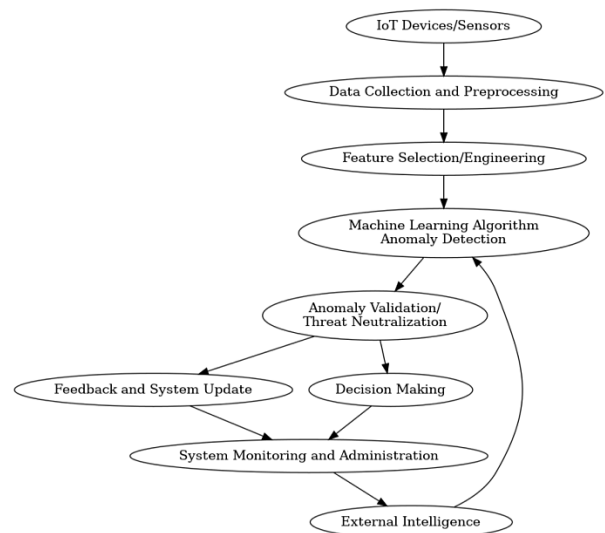 IoT Devices/Sensors
Data Collection and Preprocessing
Feature Selection/Engineering
Machine Learning Algorithm
Anomaly Detection
Anomaly Validation/
Threat Neutralization
Feedback and System Update
Decision Making
System Monitoring and Administration
External Intelligence